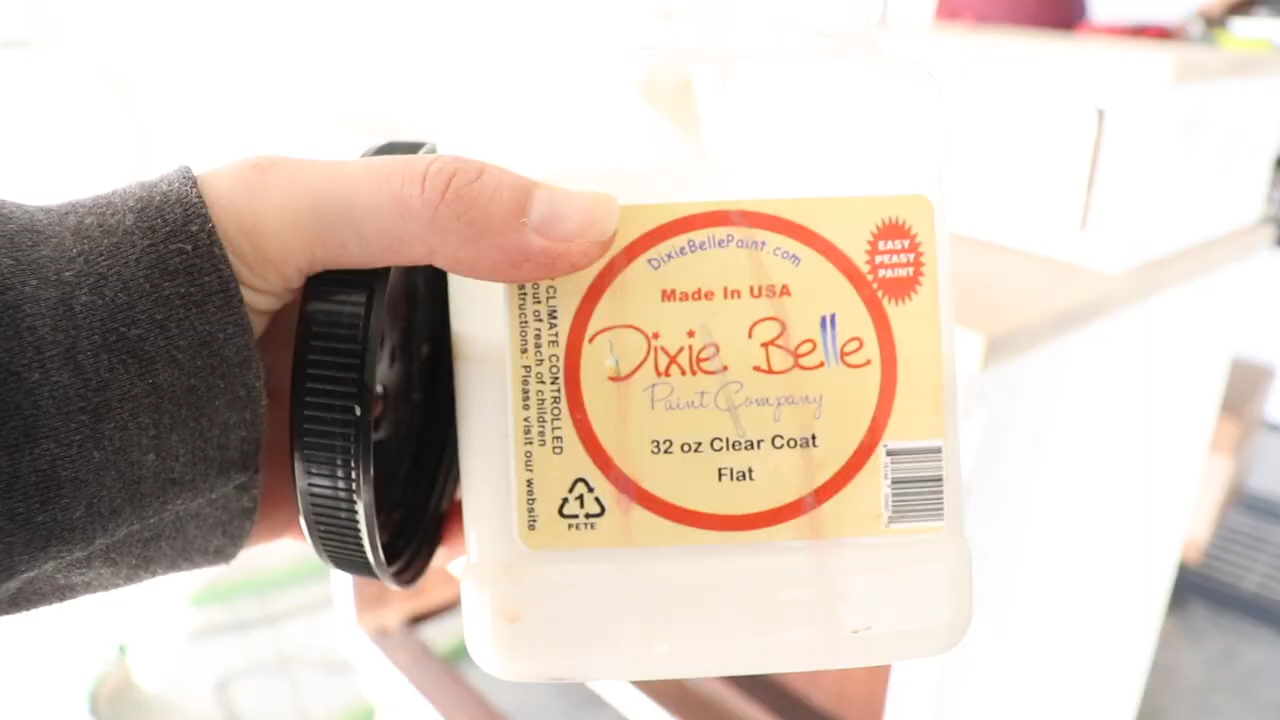 DixieBellePaint.com
EASY
PEASY
PAINT
Made In USA
Dixie Belle
Paint Company
32 oz Clear Coat
Flat
CLIMATE CONTROLLED
out of reach of children
Please visit our website
1
PETE